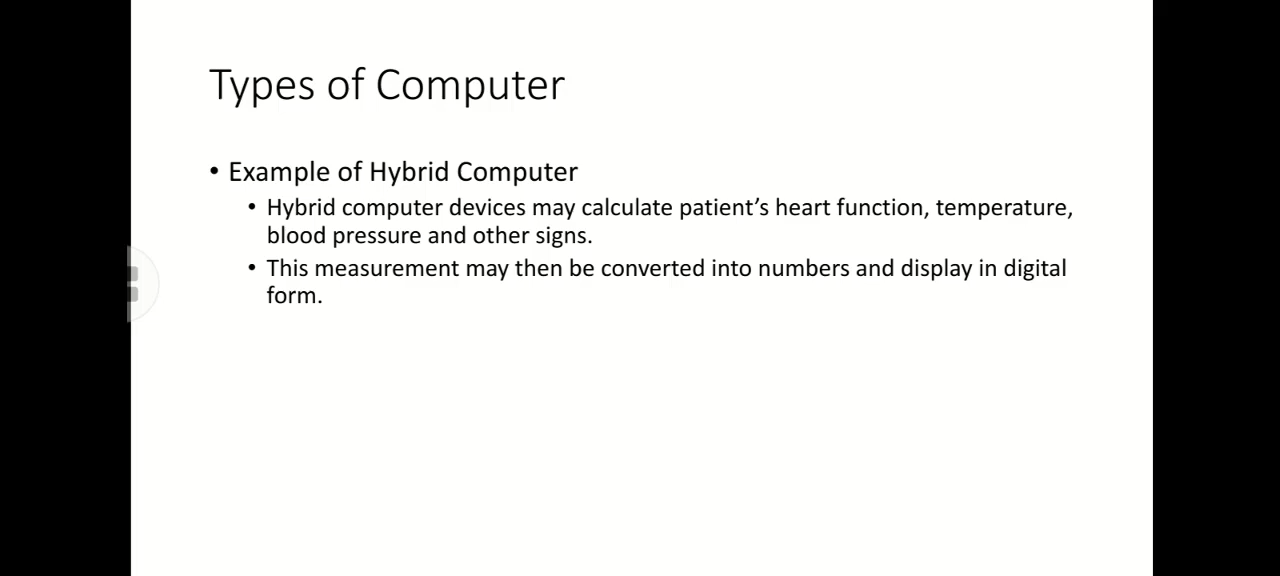 Types of Computer
• Example of Hybrid Computer
• Hybrid computer devices may calculate patient’s heart function, temperature,
blood pressure and other signs.
• This measurement may then be converted into numbers and display in digital
form.